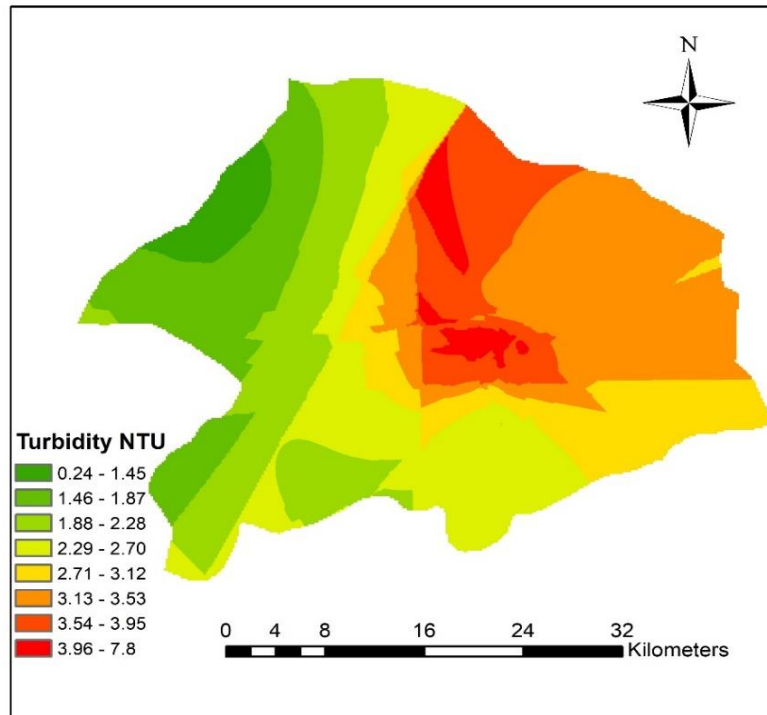 N
Turbidity NTU
0.24 - 1.45
1.46 - 1.87
1.88 - 2.28
2.29 - 2.70
2.71 - 3.12
3.13 - 3.53
3.54 - 3.95
3.96 - 7.8
0 4 8 16 24 32
Kilometers